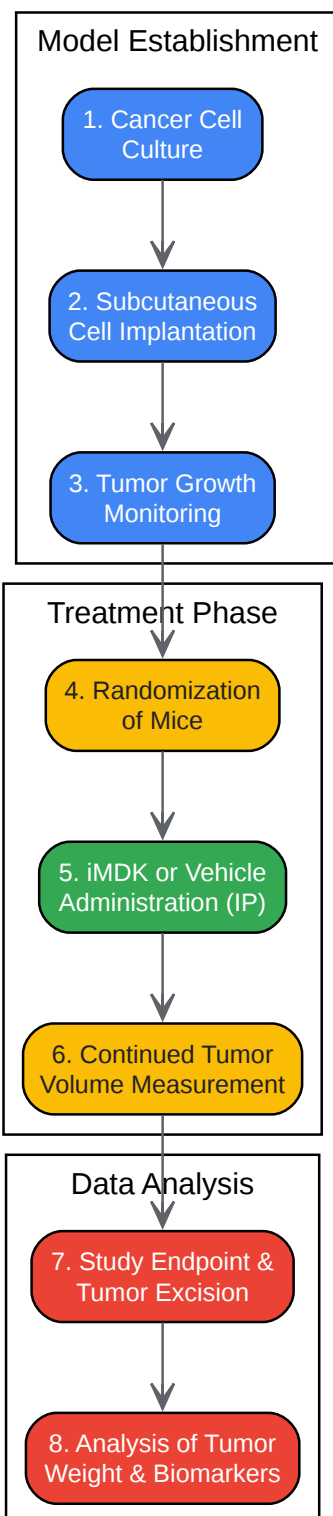 Model Establishment
1. Cancer Cell
Culture
2. Subcutaneous
Cell Implantation
3. Tumor Growth
Monitoring
Treatment Phase
4. Randomization
of Mice
5. iMDK or Vehicle
Administration (IP)
6. Continued Tumor
Volume Measurement
Data Analysis
7. Study Endpoint &
Tumor Excision
8. Analysis of Tumor
Weight & Biomarkers